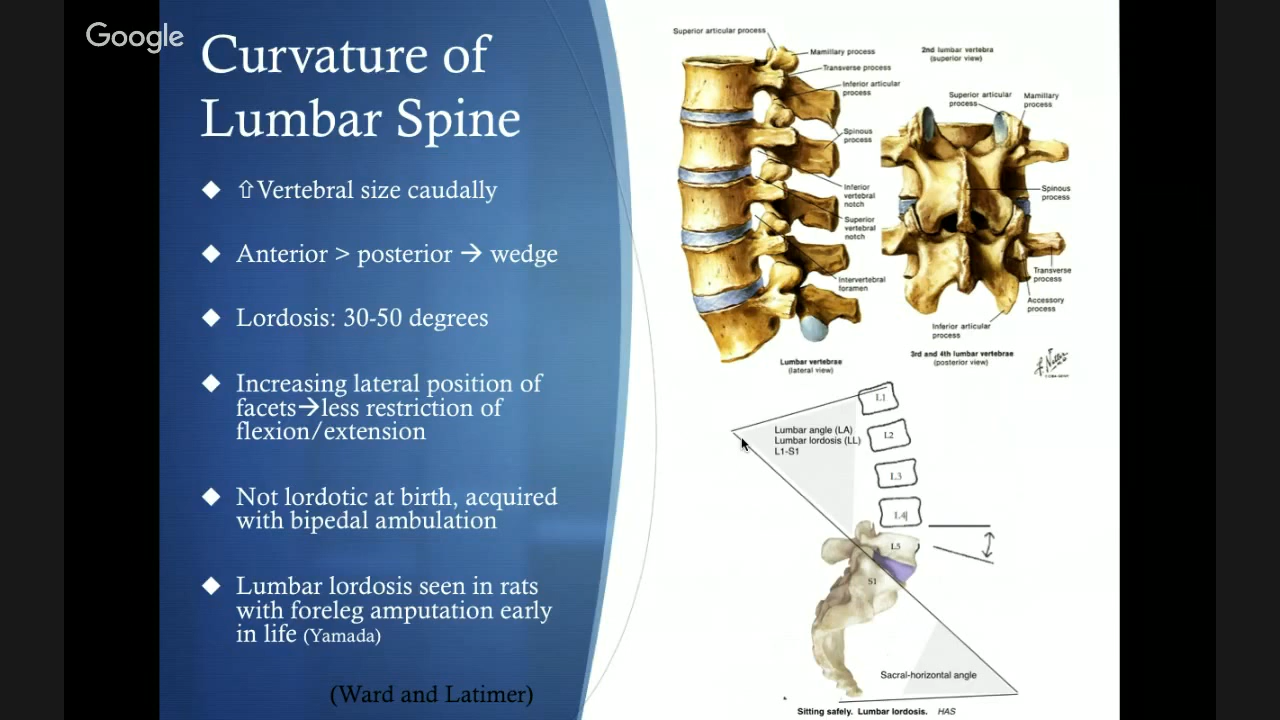 Google
Curvature of
Lumbar Spine
⇧Vertebral size caudally
Anterior > posterior → wedge
Lordosis: 30-50 degrees
Increasing lateral position of
facets→less restriction of
flexion/extension
Not lordotic at birth, acquired
with bipedal ambulation
Lumbar lordosis seen in rats
with foreleg amputation early
in life (Yamada)
(Ward and Latimer)
Superior articular process
Mamillary process
Transverse process
Inferior articular
process
Spinous
process
Inferior
vertebral
notch
Superior
vertebral
notch
Intervertebral
foramen
Lumbar vertebrae
(lateral view)
2nd lumbar vertebra
(superior view)
Superior articular
process
Mamillary
process
Spinous
process
Transverse
process
Accessory
process
Inferior articular
process
3rd and 4th lumbar vertebrae
(posterior view)
L1
Lumbar angle (LA)
Lumbar lordosis (LL)
L1-S1
L2
L3
L4
L5
S1
Sacral-horizontal angle
Sitting safely. Lumbar lordosis. HAS